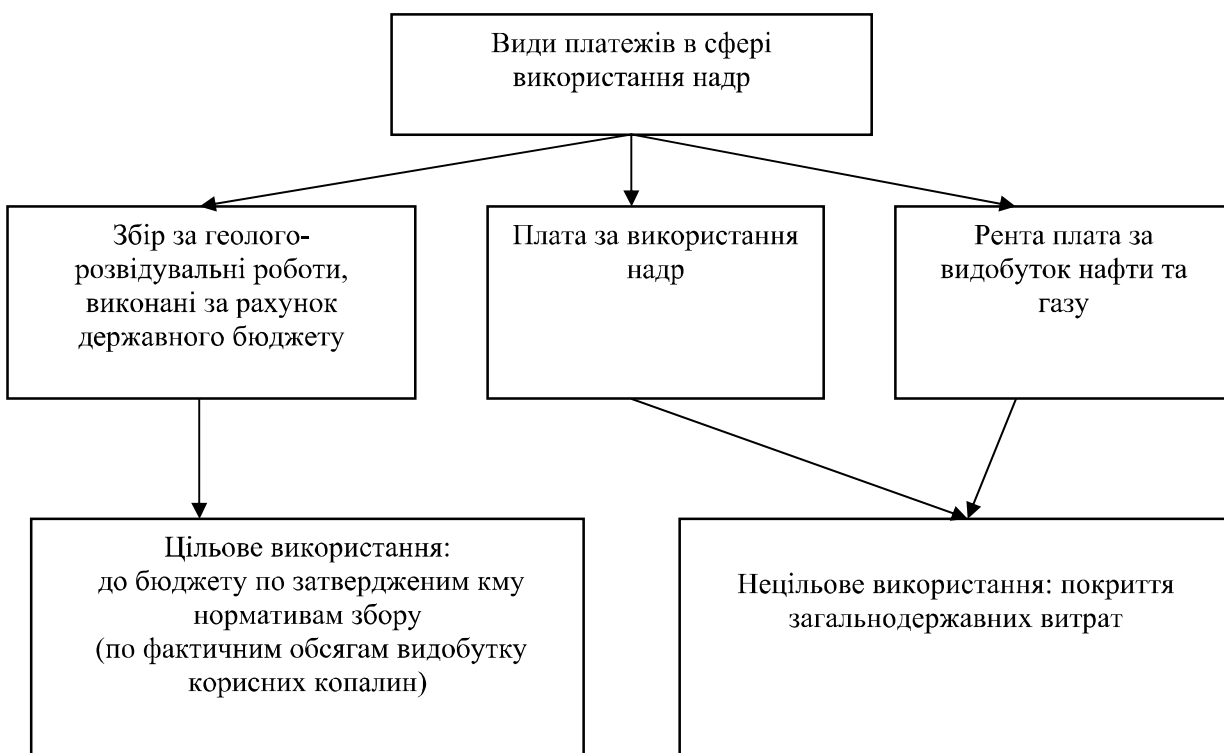 Види платежів в сфері
використання надр
Збір за геолого-
розвідувальні роботи,
виконані за рахунок
державного бюджету
Плата за використання
надр
Рента плата за
видобуток нафти та
газу
Цільове використання:
до бюджету по затвердженим кму
нормативам збору
(по фактичним обсягам видобутку
корисних копалин)
Нецільове використання: покриття
загальнодержавних витрат